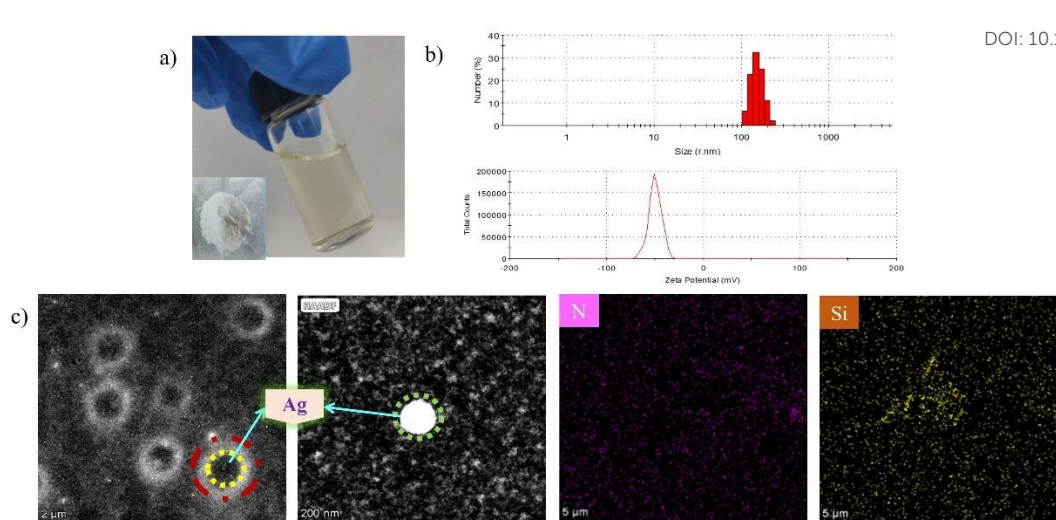 DOI: 10.
a)
b)
40
30
20
10
0
Number (%)
1 10 100 1000
Size (r.nm)
200000
150000
100000
50000
0
Total Counts
-200 -100 0 100 200
Zeta Potential (mV)
c)
HAADF
N
Si
Ag
2 µm
200 nm
5 µm
5 µm